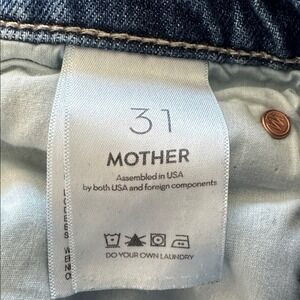 31
MOTHER
Assembled in USA
by both USA and foreign components
DO YOUR OWN LAUNDRY